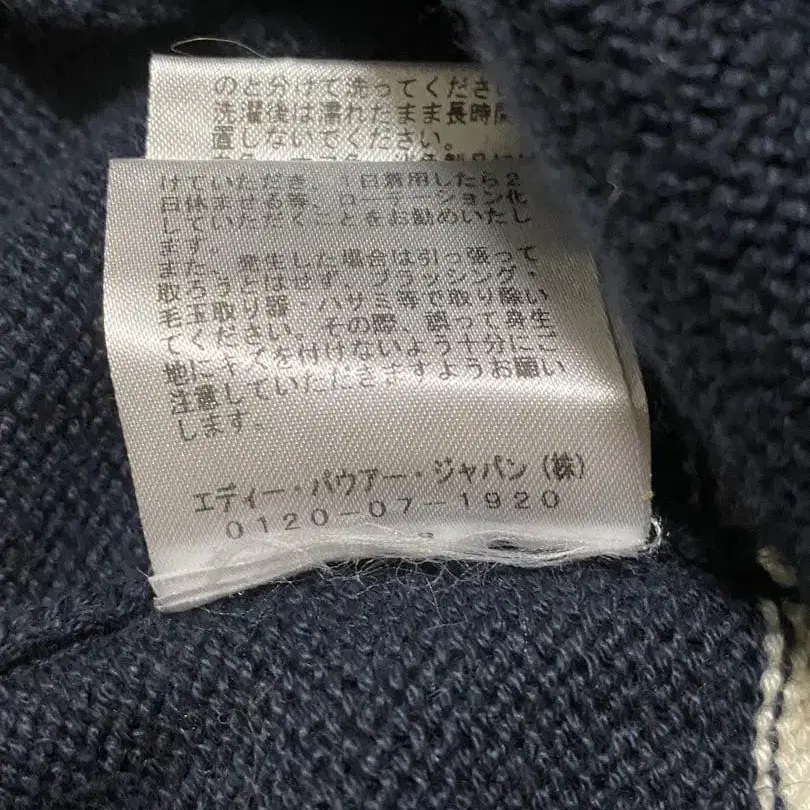 のと分けて洗ってください
洗濯後は濡れたまま長時間
置しないでください。
けていただき、1日着用したら2
日休ませる等、ローテーション化
していただくことをお勧めいたし
ます。
また、発生した場合は引っ張って
取ろうとはせず、ブラッシング・
毛玉取り器・ハサミ等で取り除い
てください。その際、誤って身生
地にキズを付けないよう十分にご
注意していただきますようお願い
します。
エディー・バウアー・ジャパン(株)
0120-07-1920